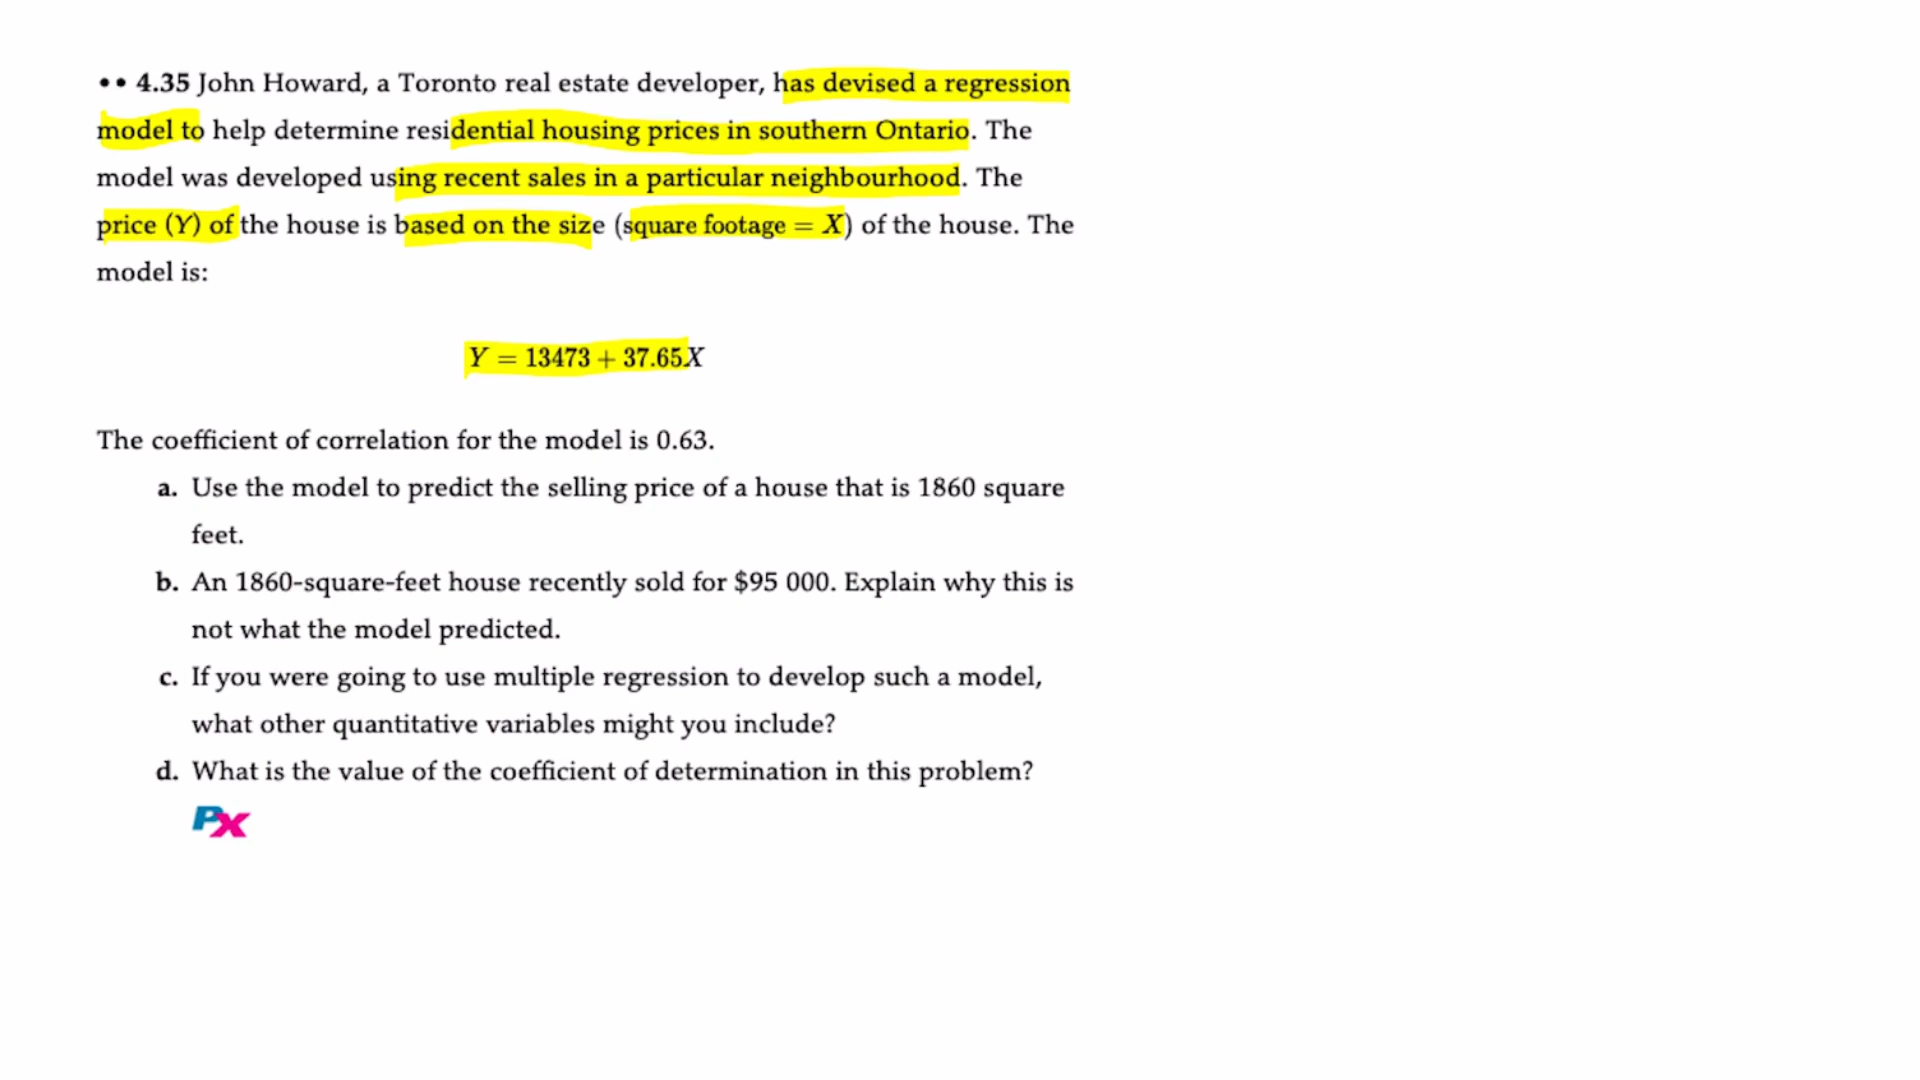 •• 4.35 John Howard, a Toronto real estate developer, has devised a regression
model to help determine residential housing prices in southern Ontario. The
model was developed using recent sales in a particular neighbourhood. The
price (Y) of the house is based on the size (square footage = X) of the house. The
model is:
Y = 13473 + 37.65X
The coefficient of correlation for the model is 0.63.
a. Use the model to predict the selling price of a house that is 1860 square
feet.
b. An 1860-square-feet house recently sold for $95 000. Explain why this is
not what the model predicted.
c. If you were going to use multiple regression to develop such a model,
what other quantitative variables might you include?
d. What is the value of the coefficient of determination in this problem?
PX